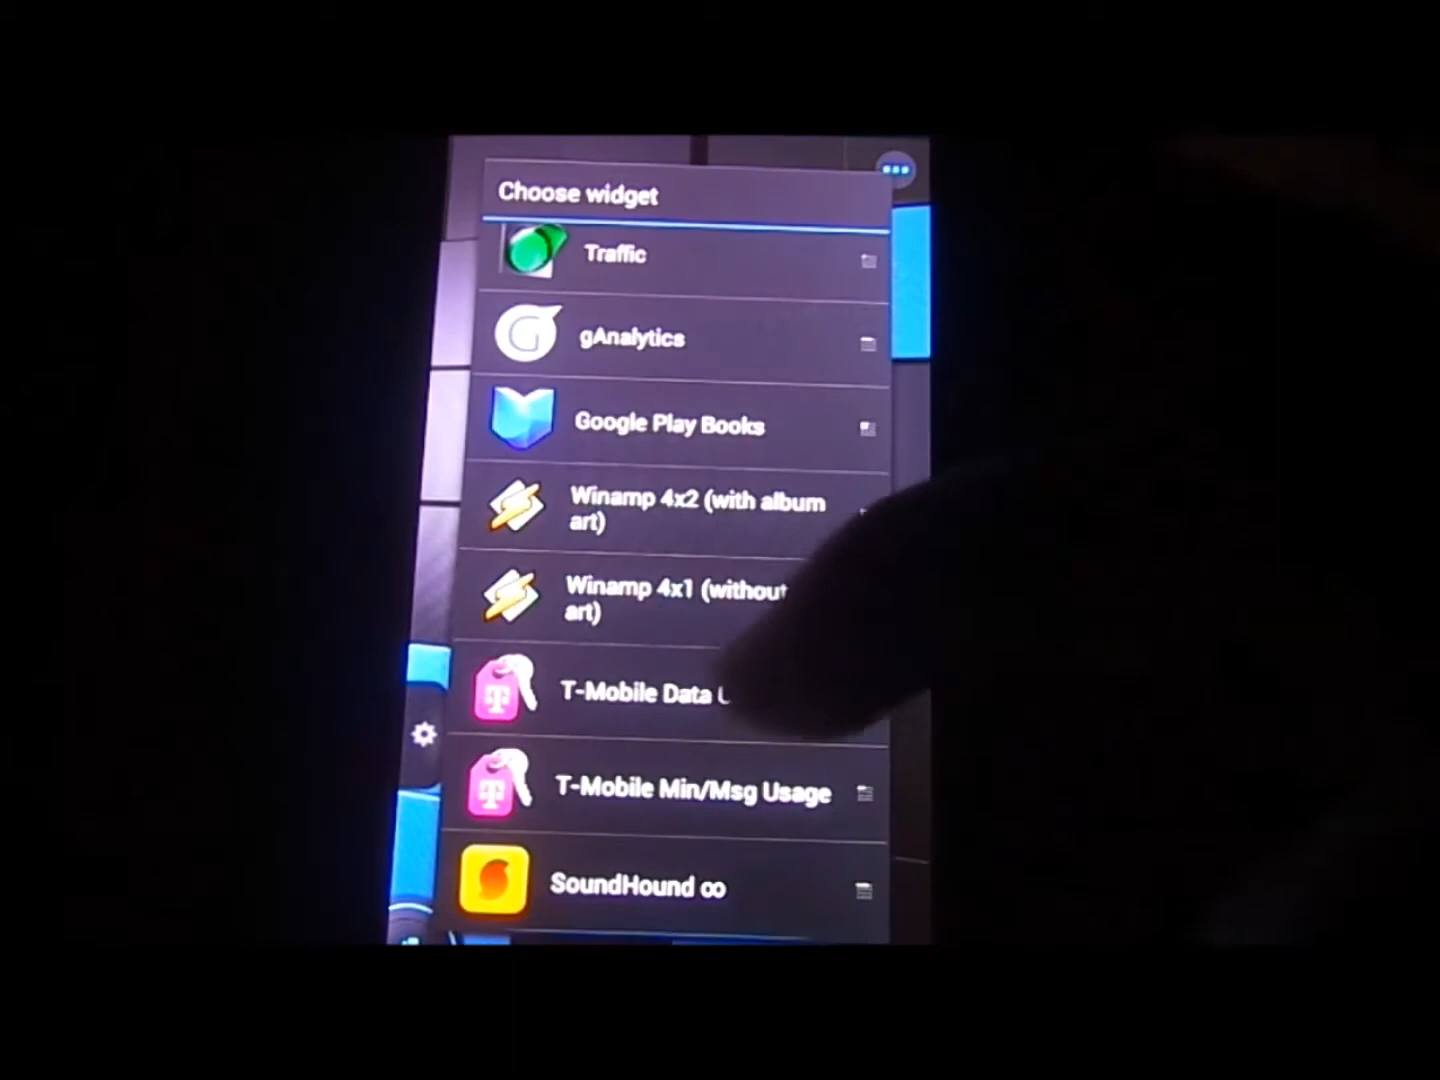 Choose widget
Traffic
gAnalytics
Google Play Books
Winamp 4x2 (with album
art)
Winamp 4x1 (without
art)
T-Mobile Data
T-Mobile Min/Msg Usage
SoundHound ∞